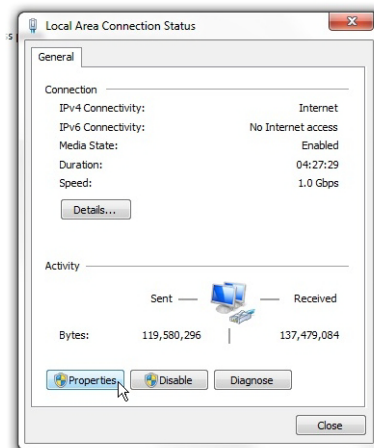 Local Area Connection Status
General
Connection
IPv4 Connectivity: Internet
IPv6 Connectivity: No Internet access
Media State: Enabled
Duration: 04:27:29
Speed: 1.0 Gbps
Details...
Activity
Sent Received
Bytes: 119,580,296 137,479,084
Properties Disable Diagnose
Close